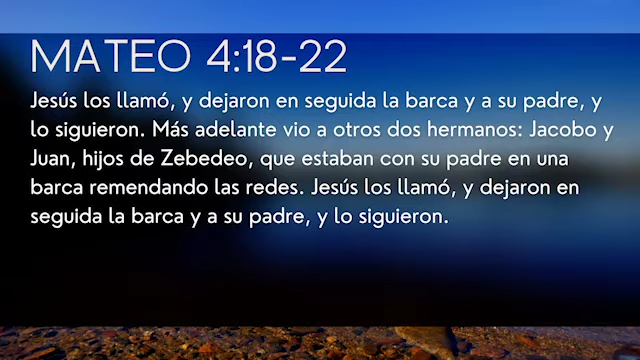 MATEO 4:18-22
Jesús los llamó, y dejaron en seguida la barca y a su padre, y
lo siguieron. Más adelante vio a otros dos hermanos: Jacobo y
Juan, hijos de Zebedeo, que estaban con su padre en una
barca remendando las redes. Jesús los llamó, y dejaron en
seguida la barca y a su padre, y lo siguieron.